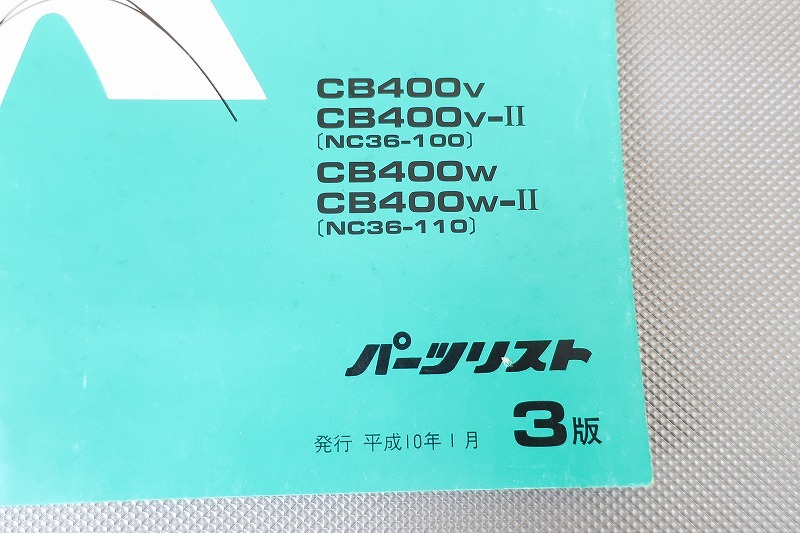 CB400V
CB400V-II
〔NC36-100〕
CB400W
CB400W-II
〔NC36-110〕
パーツリスト
発行 平成10年1月 3版